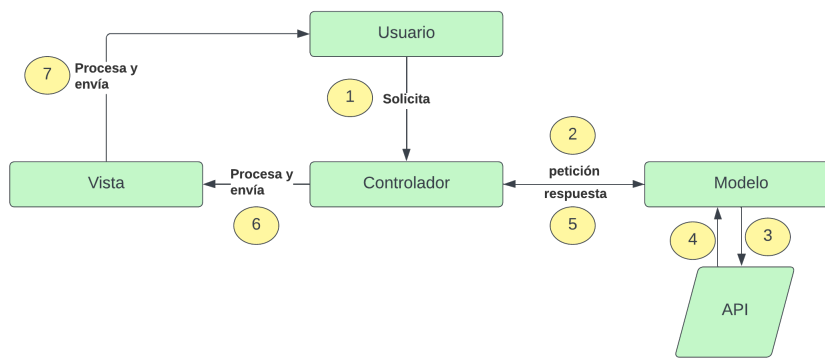 Usuario
7
Procesa y
envía
1
Solicita
2
petición
Vista
Procesa y
envía
Controlador
respuesta
Modelo
6
5
4
3
API